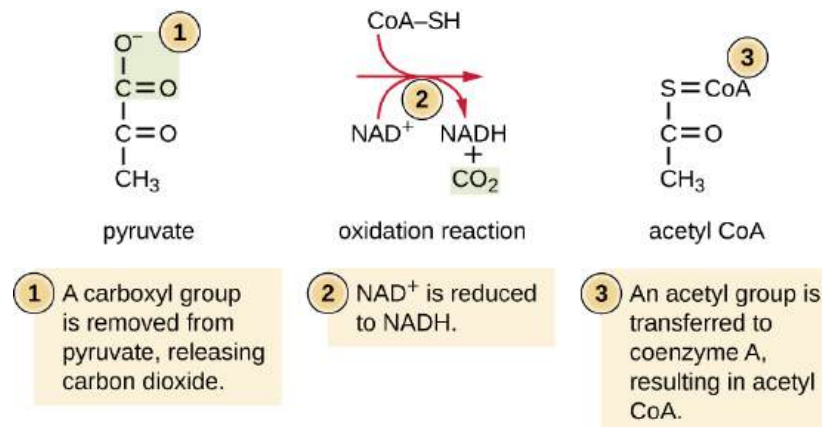 O⁻
1
C=O
C=O
CH₃
pyruvate
CoA–SH
2
NAD⁺ NADH
+
CO₂
oxidation reaction
3
S=CoA
C=O
CH₃
acetyl CoA
1 A carboxyl group
is removed from
pyruvate, releasing
carbon dioxide.
2 NAD⁺ is reduced
to NADH.
3 An acetyl group is
transferred to
coenzyme A,
resulting in acetyl
CoA.